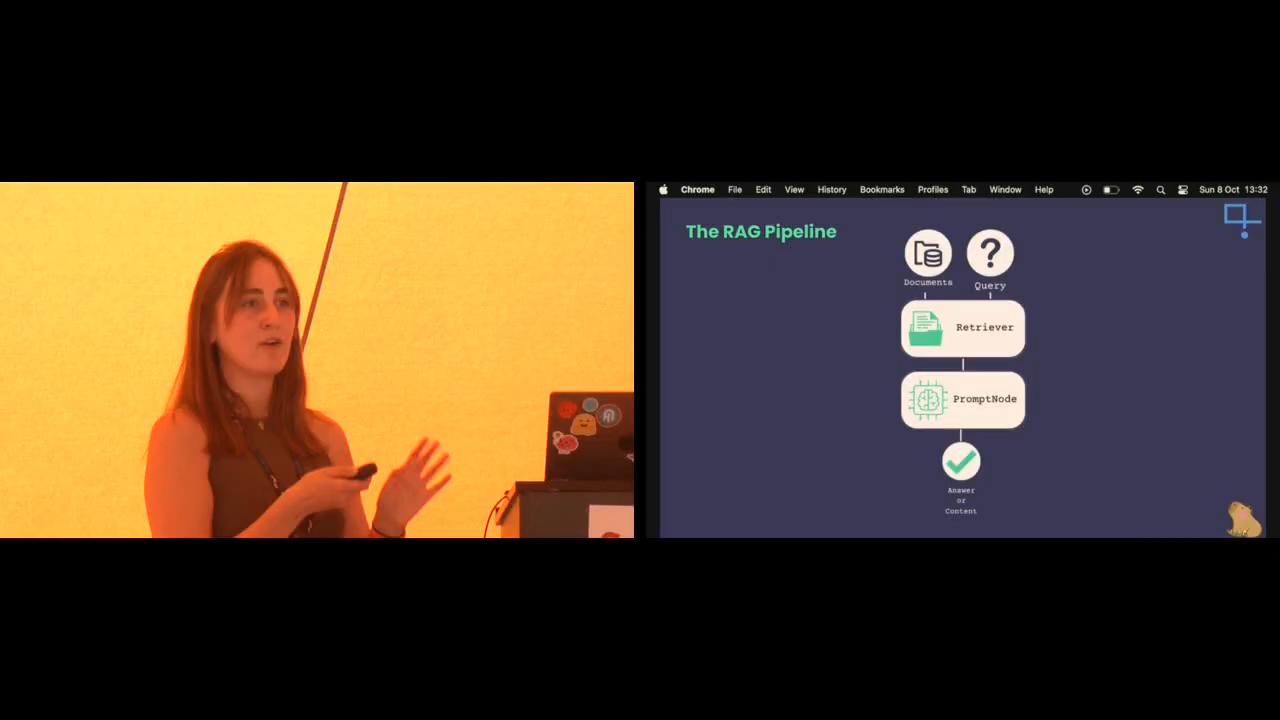 Chrome File Edit View History Bookmarks Profiles Tab Window Help Sun 8 Oct 13:32
The RAG Pipeline
Documents Query
Retriever
PromptNode
Answer
or
Content